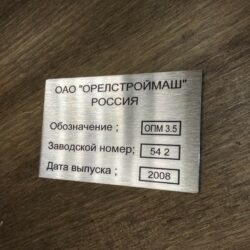 ОАО "ОРЕЛСТРОЙМАШ"
РОССИЯ
Обозначение ; ОПМ 3.5
Заводской номер; 54 2
Дата выпуска ; 2008